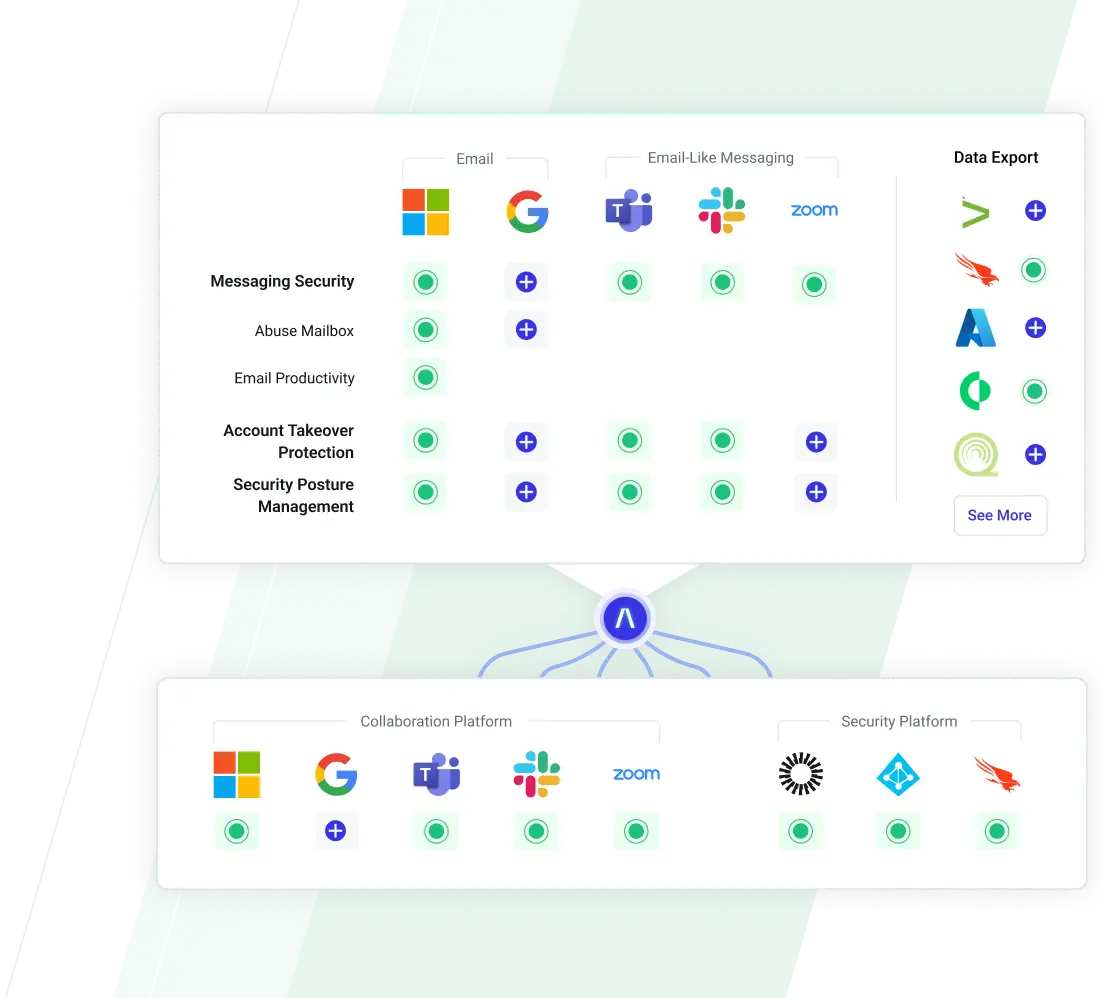 Email
Email-Like Messaging
Data Export
T
zoom
Messaging Security
Abuse Mailbox
Email Productivity
Account Takeover
Protection
Security Posture
Management
See More
Collaboration Platform
Security Platform
T
zoom